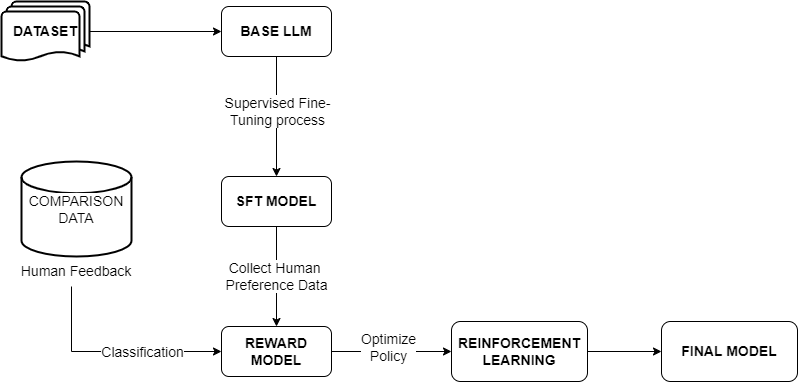 DATASET
BASE LLM
Supervised Fine-
Tuning process
COMPARISON
DATA
SFT MODEL
Human Feedback
Collect Human
Preference Data
Classification
REWARD
MODEL
Optimize
Policy
REINFORCEMENT
LEARNING
FINAL MODEL